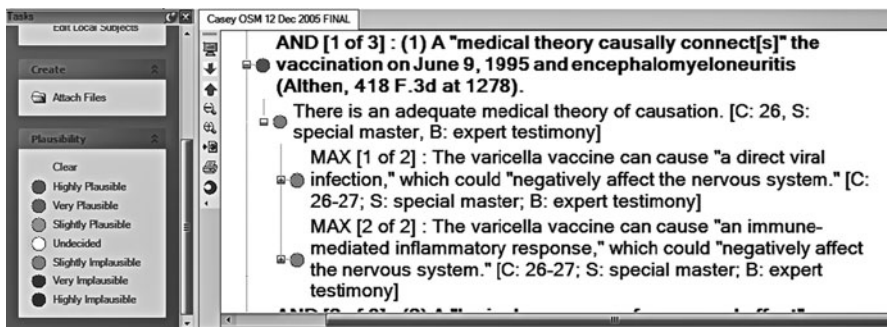 Tasks
Casey OSM 12 Dec 2005 FINAL
Edit Local Subjects
Create
Attach Files
Plausibility
Clear
Highly Plausible
Very Plausible
Slightly Plausible
Undecided
Slightly Implausible
Very Implausible
Highly Implausible
AND [1 of 3] : (1) A "medical theory causally connect[s]" the
vaccination on June 9, 1995 and encephalomyeloneuritis
(Althen, 418 F.3d at 1278).
There is an adequate medical theory of causation. [C: 26, S:
special master, B: expert testimony]
MAX [1 of 2] : The varicella vaccine can cause "a direct viral
infection," which could "negatively affect the nervous system." [C:
26-27; S: special master; B: expert testimony]
MAX [2 of 2] : The varicella vaccine can cause "an immune-
mediated inflammatory response," which could "negatively affect
the nervous system." [C: 26-27; S: special master; B: expert
testimony]